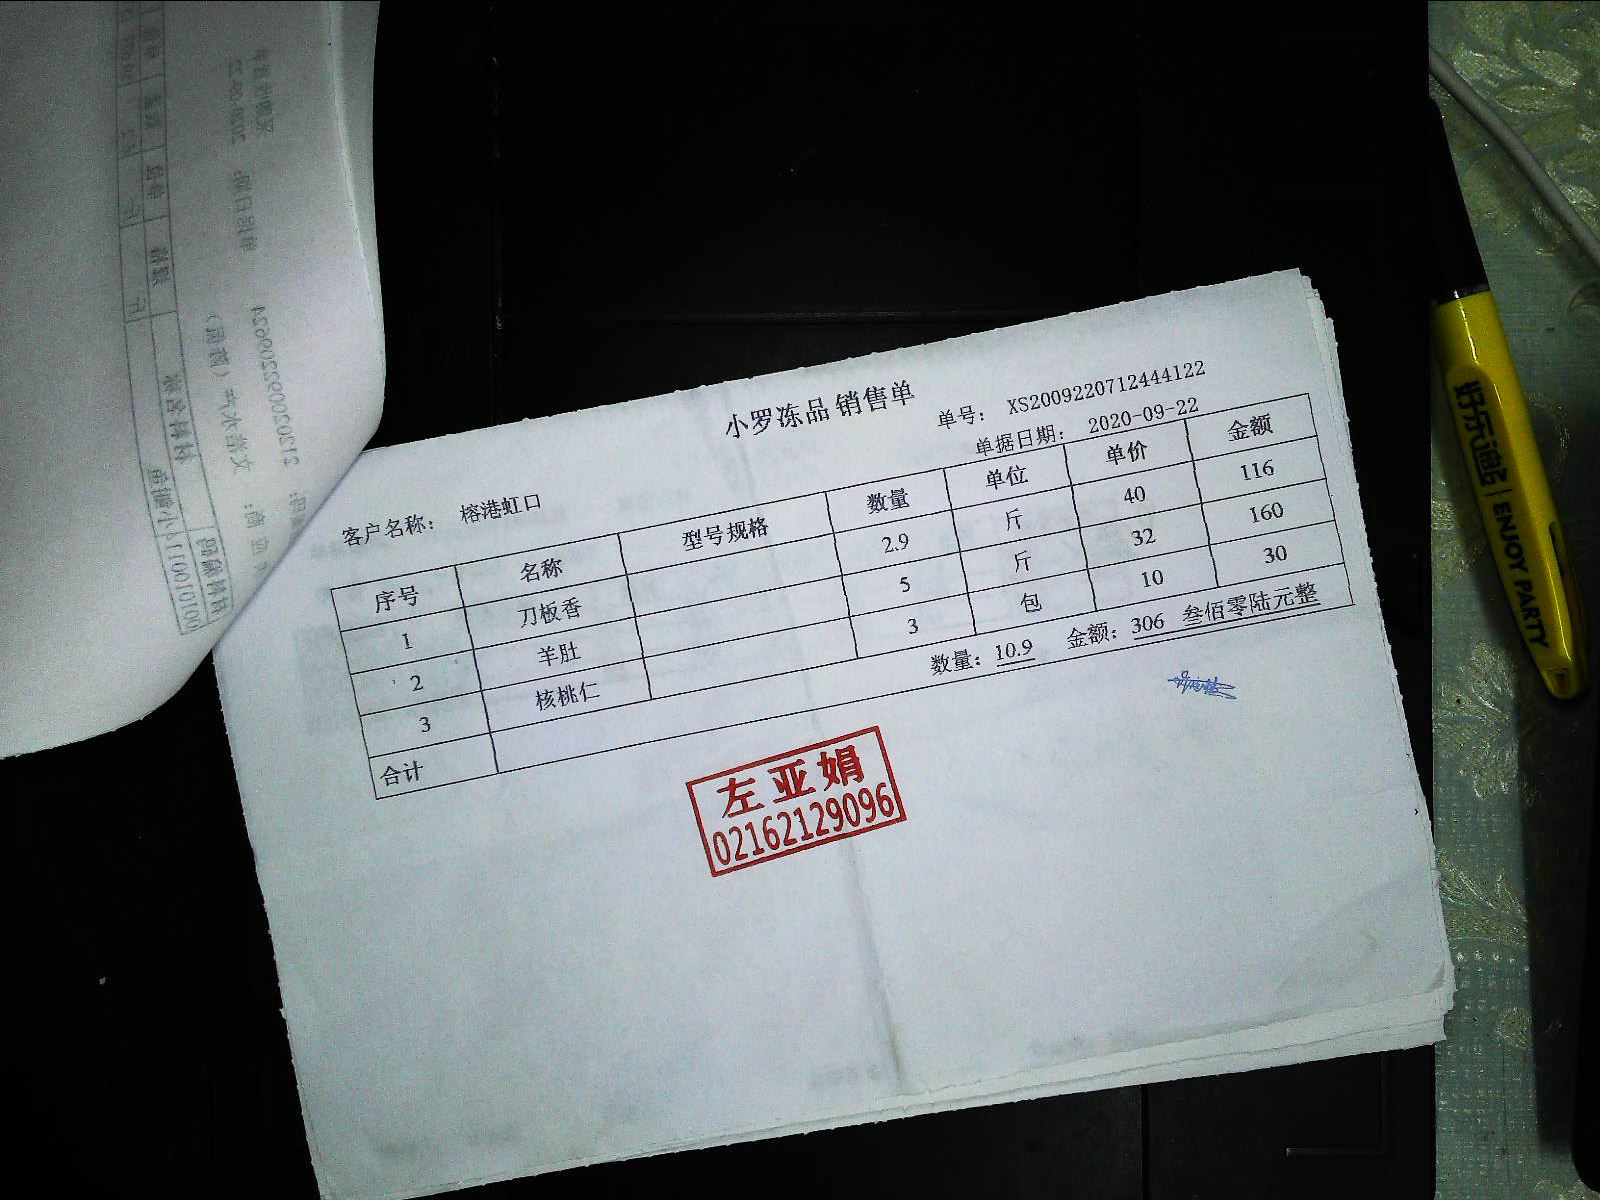 小罗冻品 销售单
单号: XS2009220712444122
客户名称: 榕港虹口 单据日期: 2020-09-22
序号 名称 型号规格 数量 单位 单价 金额
1 刀板香 2.9 斤 40 116
2 羊肚 5 斤 32 160
3 核桃仁 3 包 10 30
合计 数量: 10.9 金额: 306 叁佰零陆元整
左亚娟
02162129096
好乐迪 ENJOY PARTY